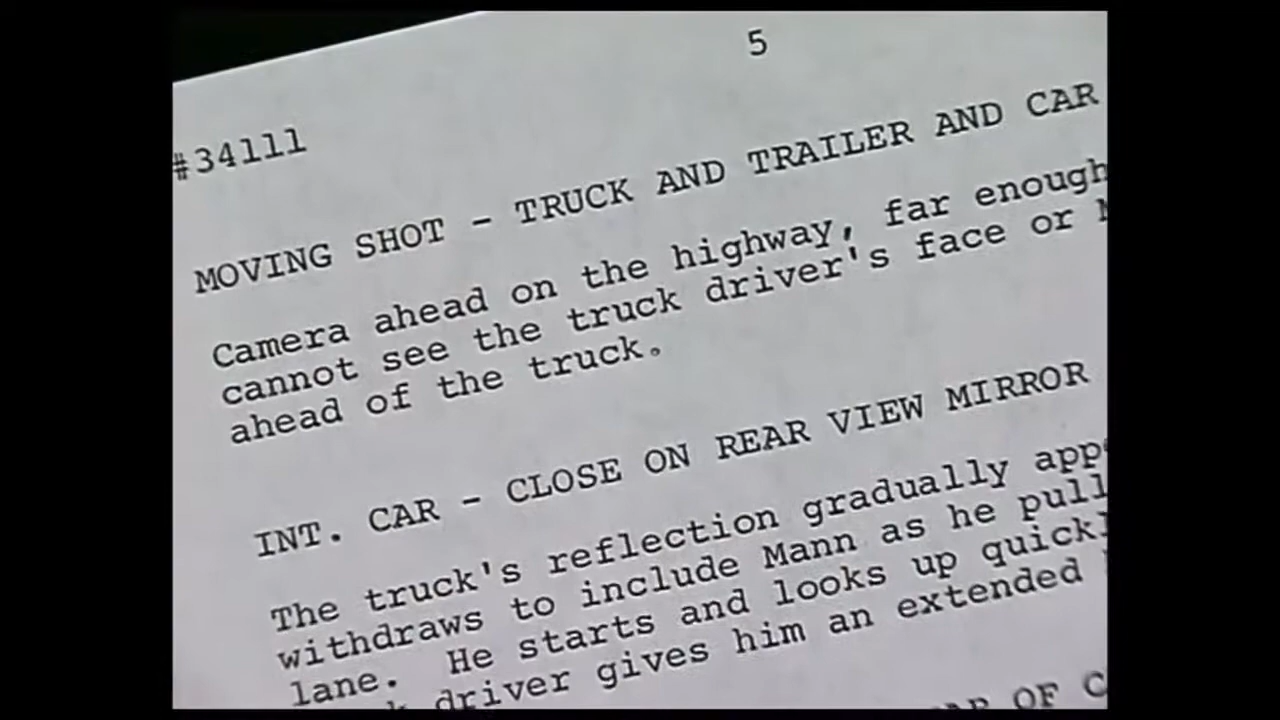 5
#34111
MOVING SHOT - TRUCK AND TRAILER AND CAR
Camera ahead on the highway, far enough
cannot see the truck driver's face or
ahead of the truck.
INT. CAR - CLOSE ON REAR VIEW MIRROR
The truck's reflection gradually
withdraws to include Mann as he
lane. He starts and looks up
driver gives him an extended
OF